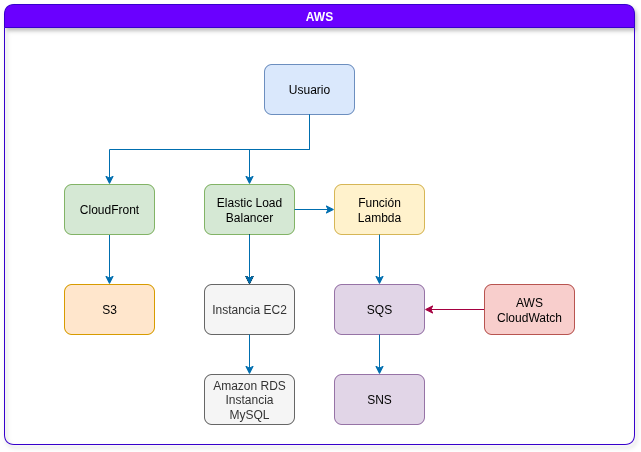 AWS
Usuario
CloudFront
Elastic Load
Balancer
Función
Lambda
S3
Instancia EC2
SQS
AWS
CloudWatch
Amazon RDS
Instancia
MySQL
SNS